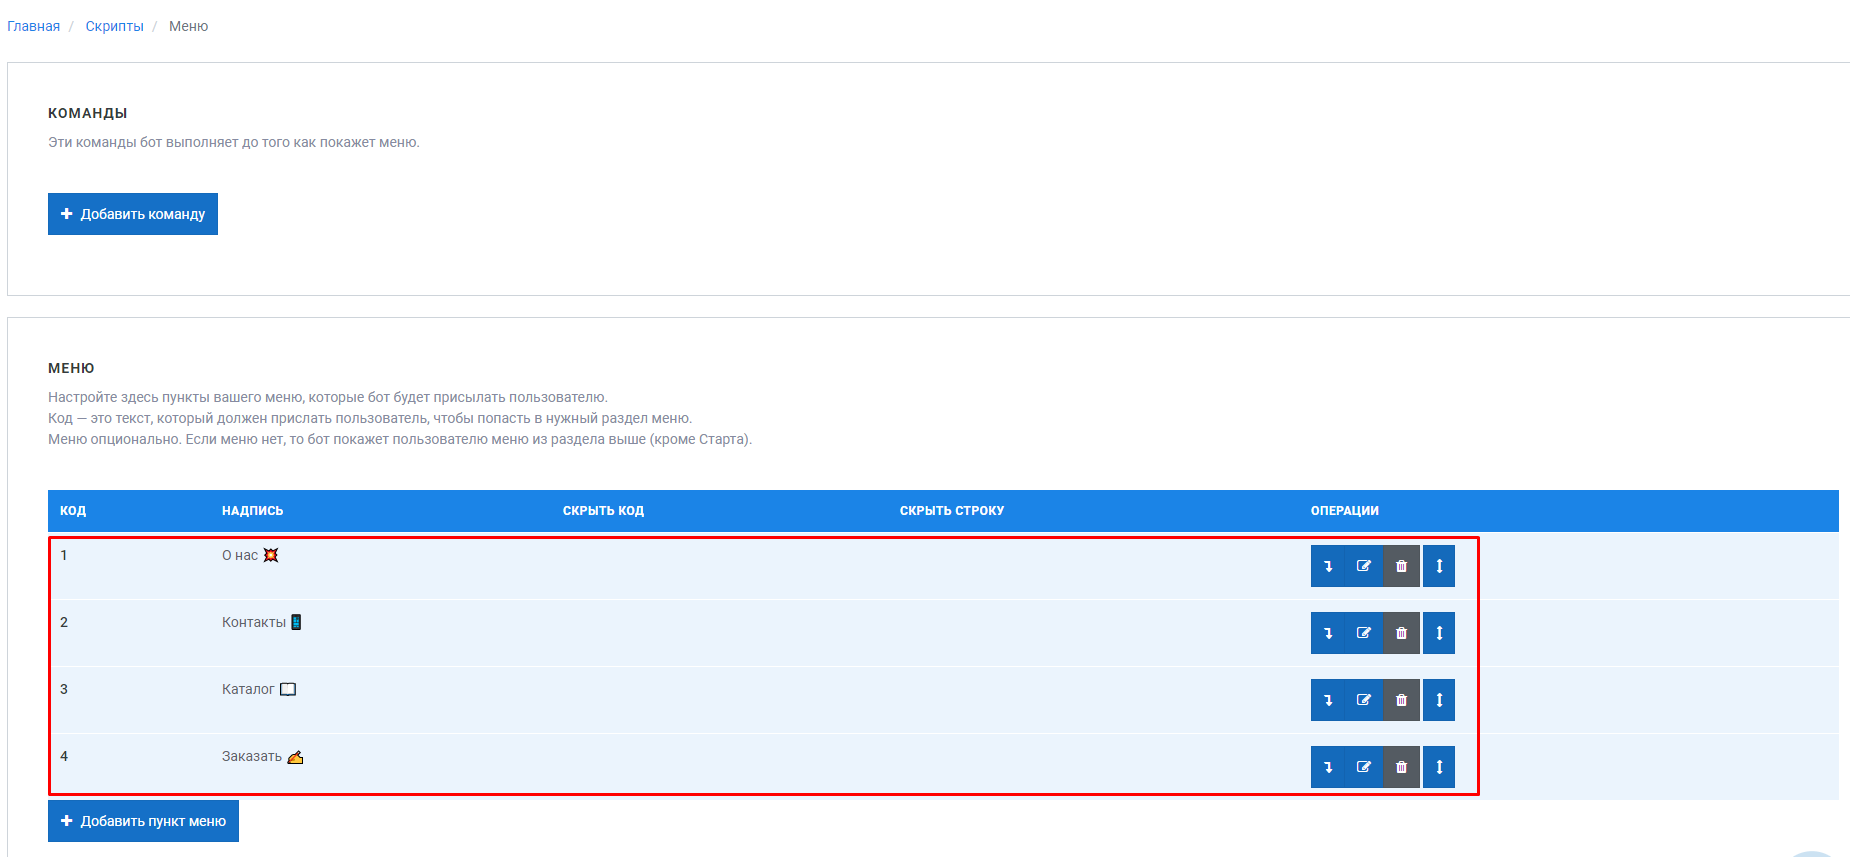 Главная / Скрипты / Меню
КОМАНДЫ
Эти команды бот выполняет до того как покажет меню.
+ Добавить команду
МЕНЮ
Настройте здесь пункты вашего меню, которые бот будет присылать пользователю.
Код — это текст, который должен прислать пользователь, чтобы попасть в нужный раздел меню.
Меню опционально. Если меню нет, то бот покажет пользователю меню из раздела выше (кроме Старта).
КОД НАДПИСЬ СКРЫТЬ КОД СКРЫТЬ СТРОКУ ОПЕРАЦИИ
1 О нас 💥
2 Контакты 📱
3 Каталог 📖
4 Заказать ✍
+ Добавить пункт меню